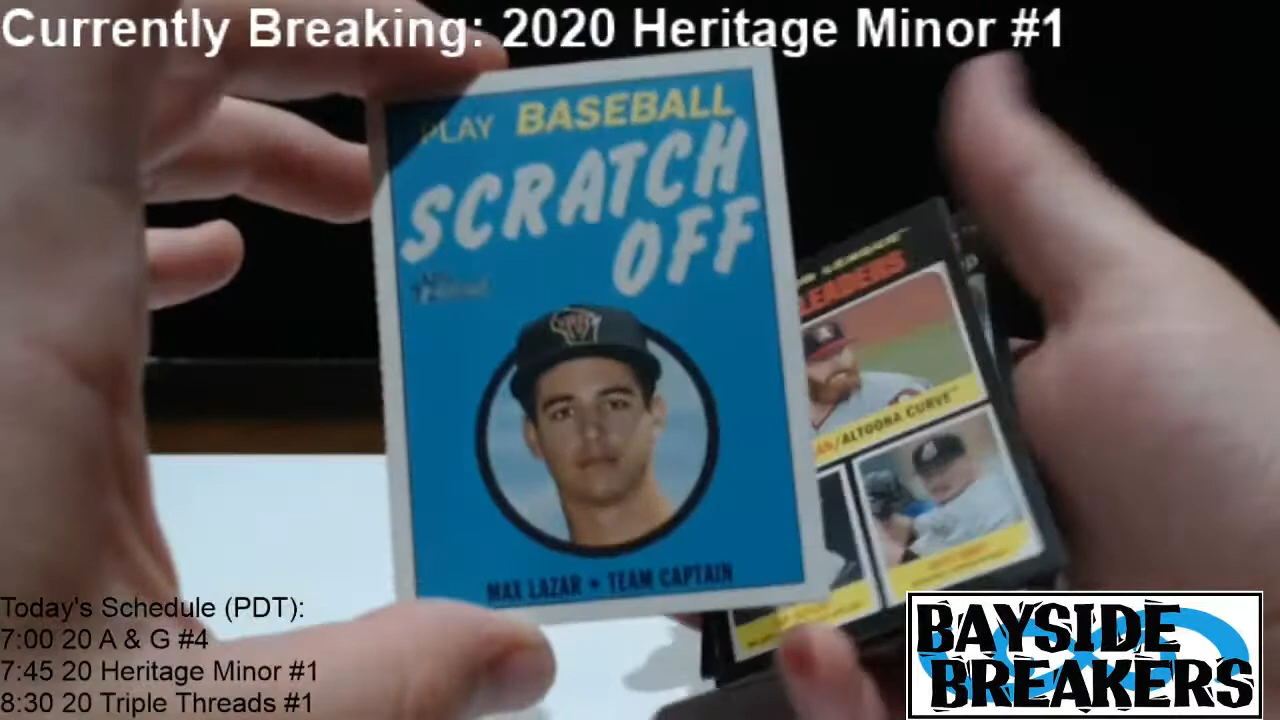 Currently Breaking: 2020 Heritage Minor #1
PLAY BASEBALL
SCRATCH
OFF
LEADERS
/ALTOONA CURVE
MAX LAZAR • TEAM CAPTAIN
Today's Schedule (PDT):
7:00 20 A & G #4
7:45 20 Heritage Minor #1
8:30 20 Triple Threads #1
BAYSIDE
BREAKERS